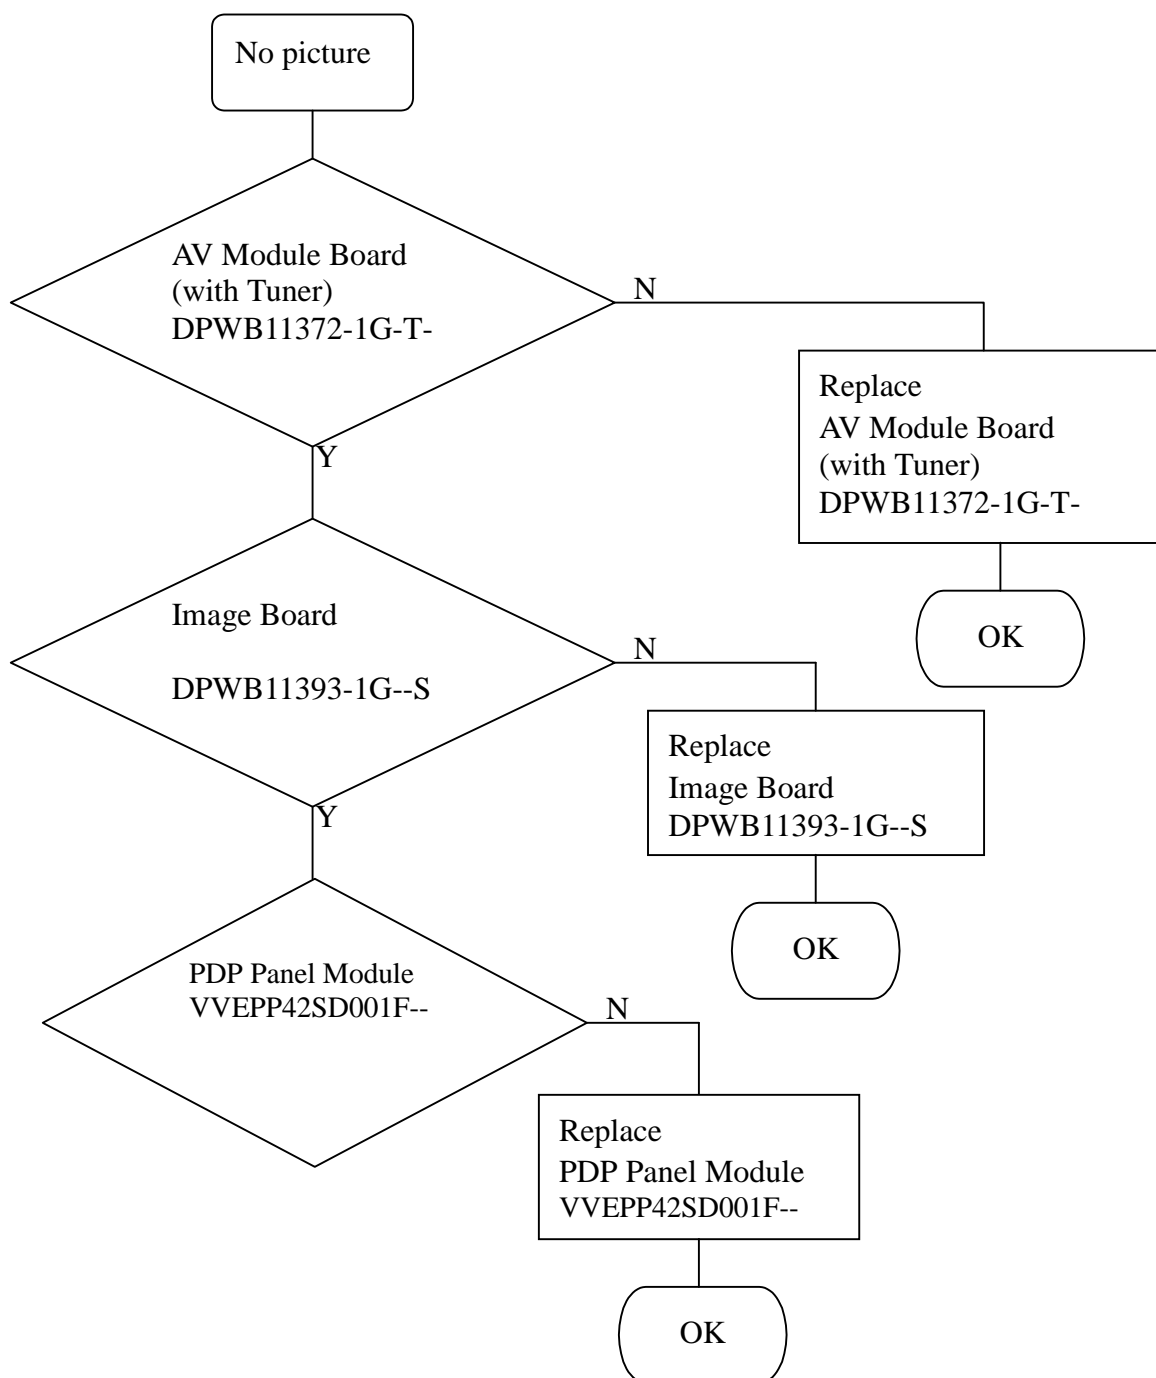 No picture
AV Module Board
(with Tuner)
DPWB11372-1G-T-
N
Y
Replace
AV Module Board
(with Tuner)
DPWB11372-1G-T-
OK
Image Board
DPWB11393-1G--S
N
Y
Replace
Image Board
DPWB11393-1G--S
OK
PDP Panel Module
VVEPP42SD001F--
N
Replace
PDP Panel Module
VVEPP42SD001F--
OK